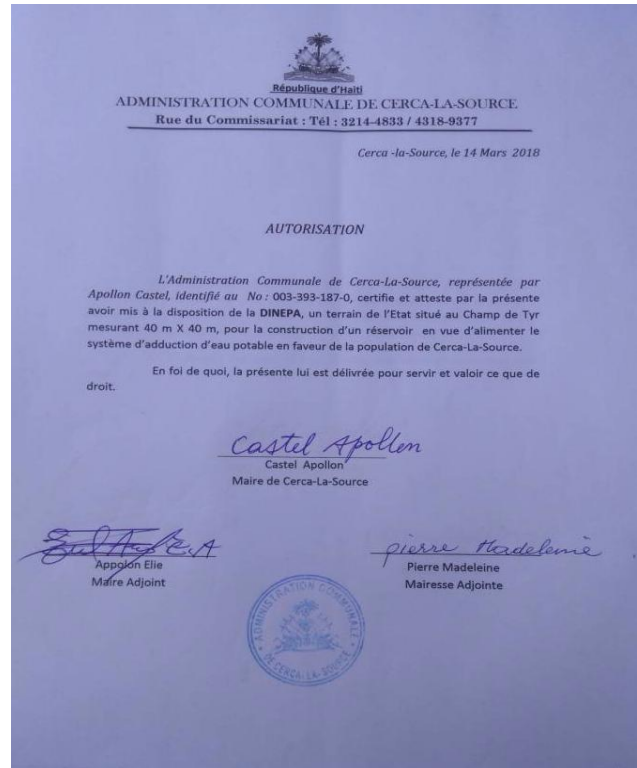 République d'Haïti
ADMINISTRATION COMMUNALE DE CERCA-LA-SOURCE
Rue du Commissariat : Tél : 3214-4833 / 4318-9377
Cerca -la-Source, le 14 Mars 2018
AUTORISATION
L'Administration Communale de Cerca-La-Source, représentée par
Apollon Castel, identifié au No : 003-393-187-0, certifie et atteste par la présente
avoir mis à la disposition de la DINEPA, un terrain de l'Etat situé au Champ de Tyr
mesurant 40 m X 40 m, pour la construction d'un réservoir en vue d'alimenter le
système d'adduction d'eau potable en faveur de la population de Cerca-La-Source.
En foi de quoi, la présente lui est délivrée pour servir et valoir ce que de
droit.
Castel Apollon
Castel Apollon
Maire de Cerca-La-Source
Appolon Elie
Maire Adjoint
pierre Madeleine
Pierre Madeleine
Mairesse Adjointe
ADMINISTRATION COMMUNALE
DE CERCA-LA-SOURCE